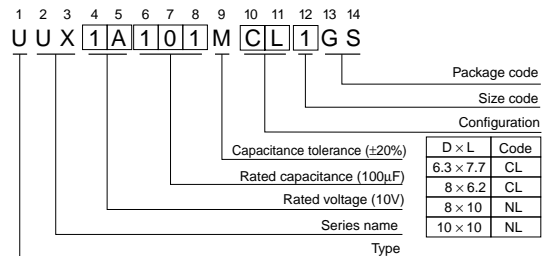 1 2 3 4 5 6 7 8 9 10 11 12 13 14
U U X 1 A 1 0 1 M C L 1 G S
Package code
Size code
Configuration
Capacitance tolerance (±20%)
Rated capacitance (100μF)
Rated voltage (10V)
Series name
Type
D × L Code
6.3 × 7.7 CL
8 × 6.2 CL
8 × 10 NL
10 × 10 NL